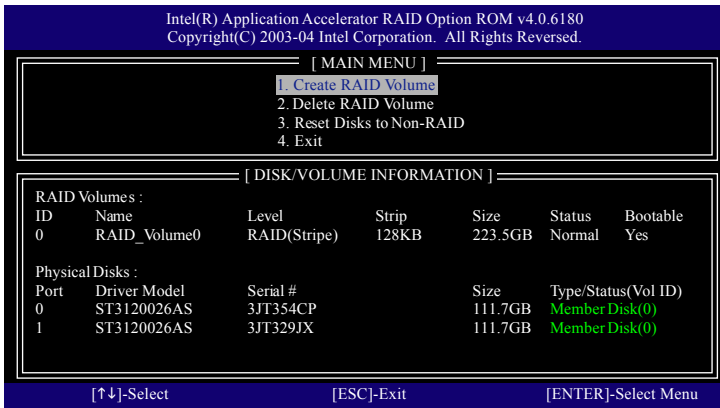 Intel(R) Application Accelerator RAID Option ROM v4.0.6180
Copyright(C) 2003-04 Intel Corporation. All Rights Reversed.
[ MAIN MENU ]
1. Create RAID Volume
2. Delete RAID Volume
3. Reset Disks to Non-RAID
4. Exit
[ DISK/VOLUME INFORMATION ]
RAID Volumes :
ID Name Level Strip Size Status Bootable
0 RAID_Volume0 RAID(Stripe) 128KB 223.5GB Normal Yes
Physical Disks :
Port Driver Model Serial # Size Type/Status(Vol ID)
0 ST3120026AS 3JT354CP 111.7GB Member Disk(0)
1 ST3120026AS 3JT329JX 111.7GB Member Disk(0)
[↑↓]-Select [ESC]-Exit [ENTER]-Select Menu